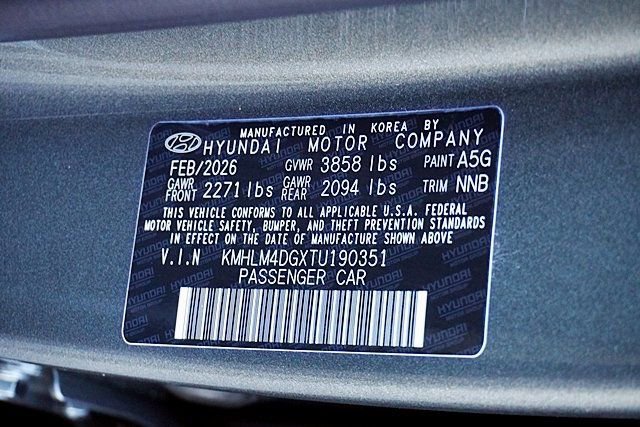 MANUFACTURED IN KOREA BY
HYUNDAI MOTOR COMPANY
FEB/2026 GVWR 3858 lbs PAINT A5G
GAWR FRONT 2271 lbs GAWR REAR 2094 lbs TRIM NNB
THIS VEHICLE CONFORMS TO ALL APPLICABLE U.S.A. FEDERAL
MOTOR VEHICLE SAFETY, BUMPER, AND THEFT PREVENTION STANDARDS
IN EFFECT ON THE DATE OF MANUFACTURE SHOWN ABOVE
V.I.N KMHLM4DGXTU190351
PASSENGER CAR